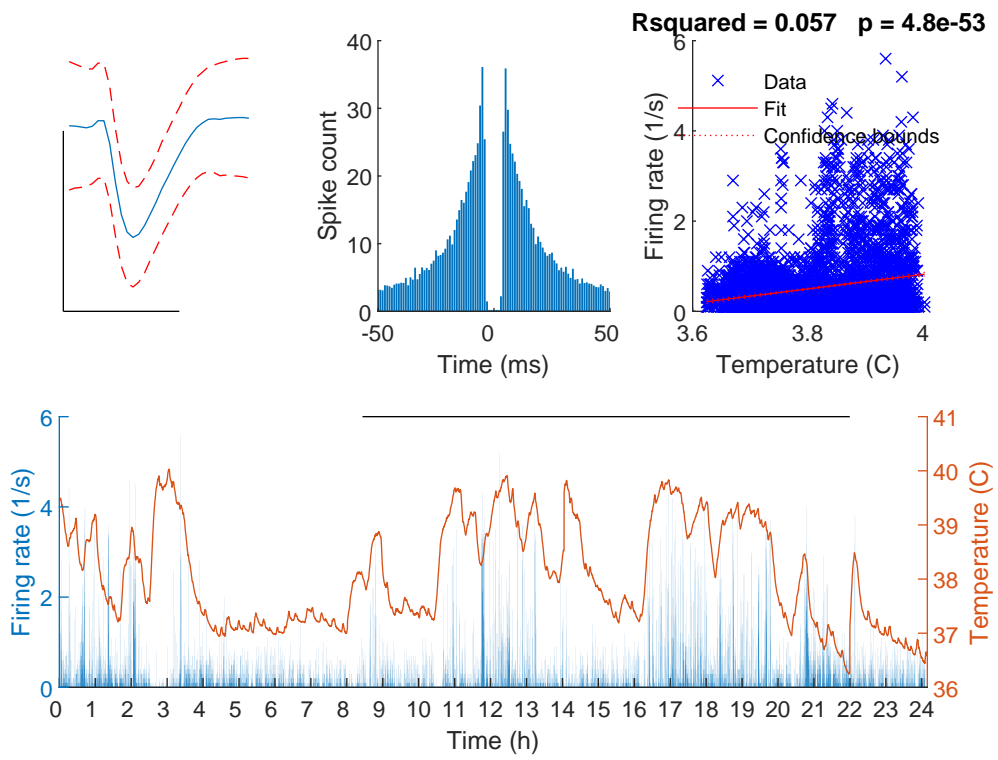 Rsquared = 0.057 p = 4.8e-53
40
30
20
10
0
Spike count
-50 0 50
Time (ms)
6
4
2
0
Firing rate (1/s)
Data
Fit
Confidence bounds
3.6 3.8 4
Temperature (C)
6
4
2
0
Firing rate (1/s)
41
40
39
38
37
36
Temperature (C)
0 1 2 3 4 5 6 7 8 9 10 11 12 13 14 15 16 17 18 19 20 21 22 23 24
Time (h)